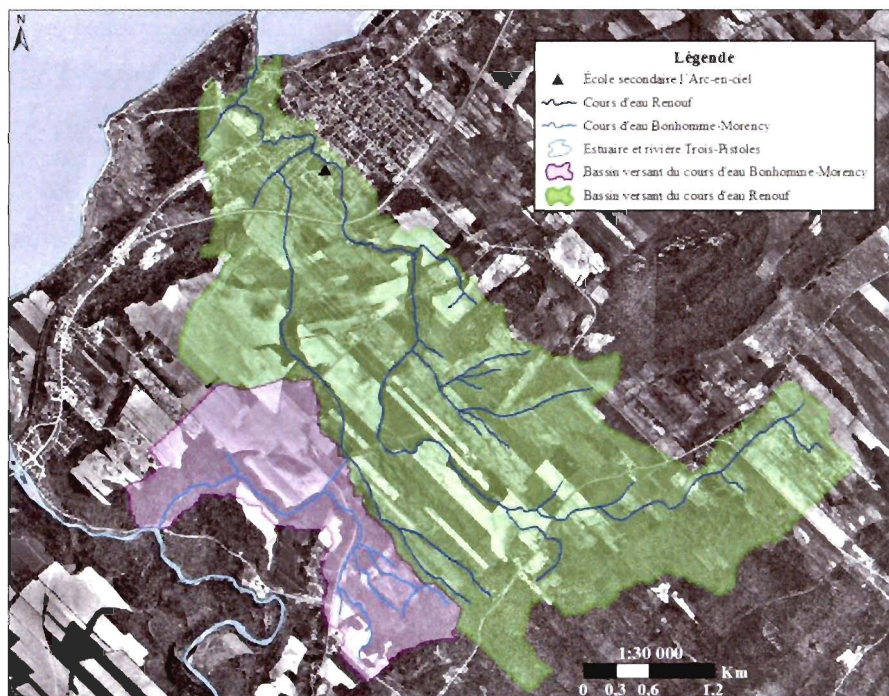 N
Légende
École secondaire l'Arc-en-ciel
Cours d'eau Renouf
Cours d'eau Bonhomme-Morency
Estuaire et rivière Trois-Pistoles
Bassin versant du cours d'eau Bonhomme-Morency
Bassin versant du cours d'eau Renouf
1:30 000
Km
0 0.3 0.6 1.2